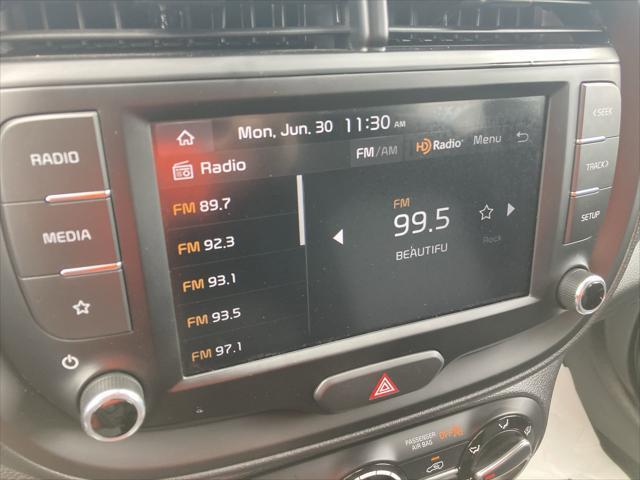 RADIO
MEDIA
Mon, Jun. 30 11:30 AM
Radio
FM/AM
HD Radio
Menu
FM 89.7
FM 92.3
FM 93.1
FM 93.5
FM 97.1
FM
99.5
BEAUTIFU
Rock
<SEEK
TRACK>
SETUP
PASSENGER
AIR BAG
OFF